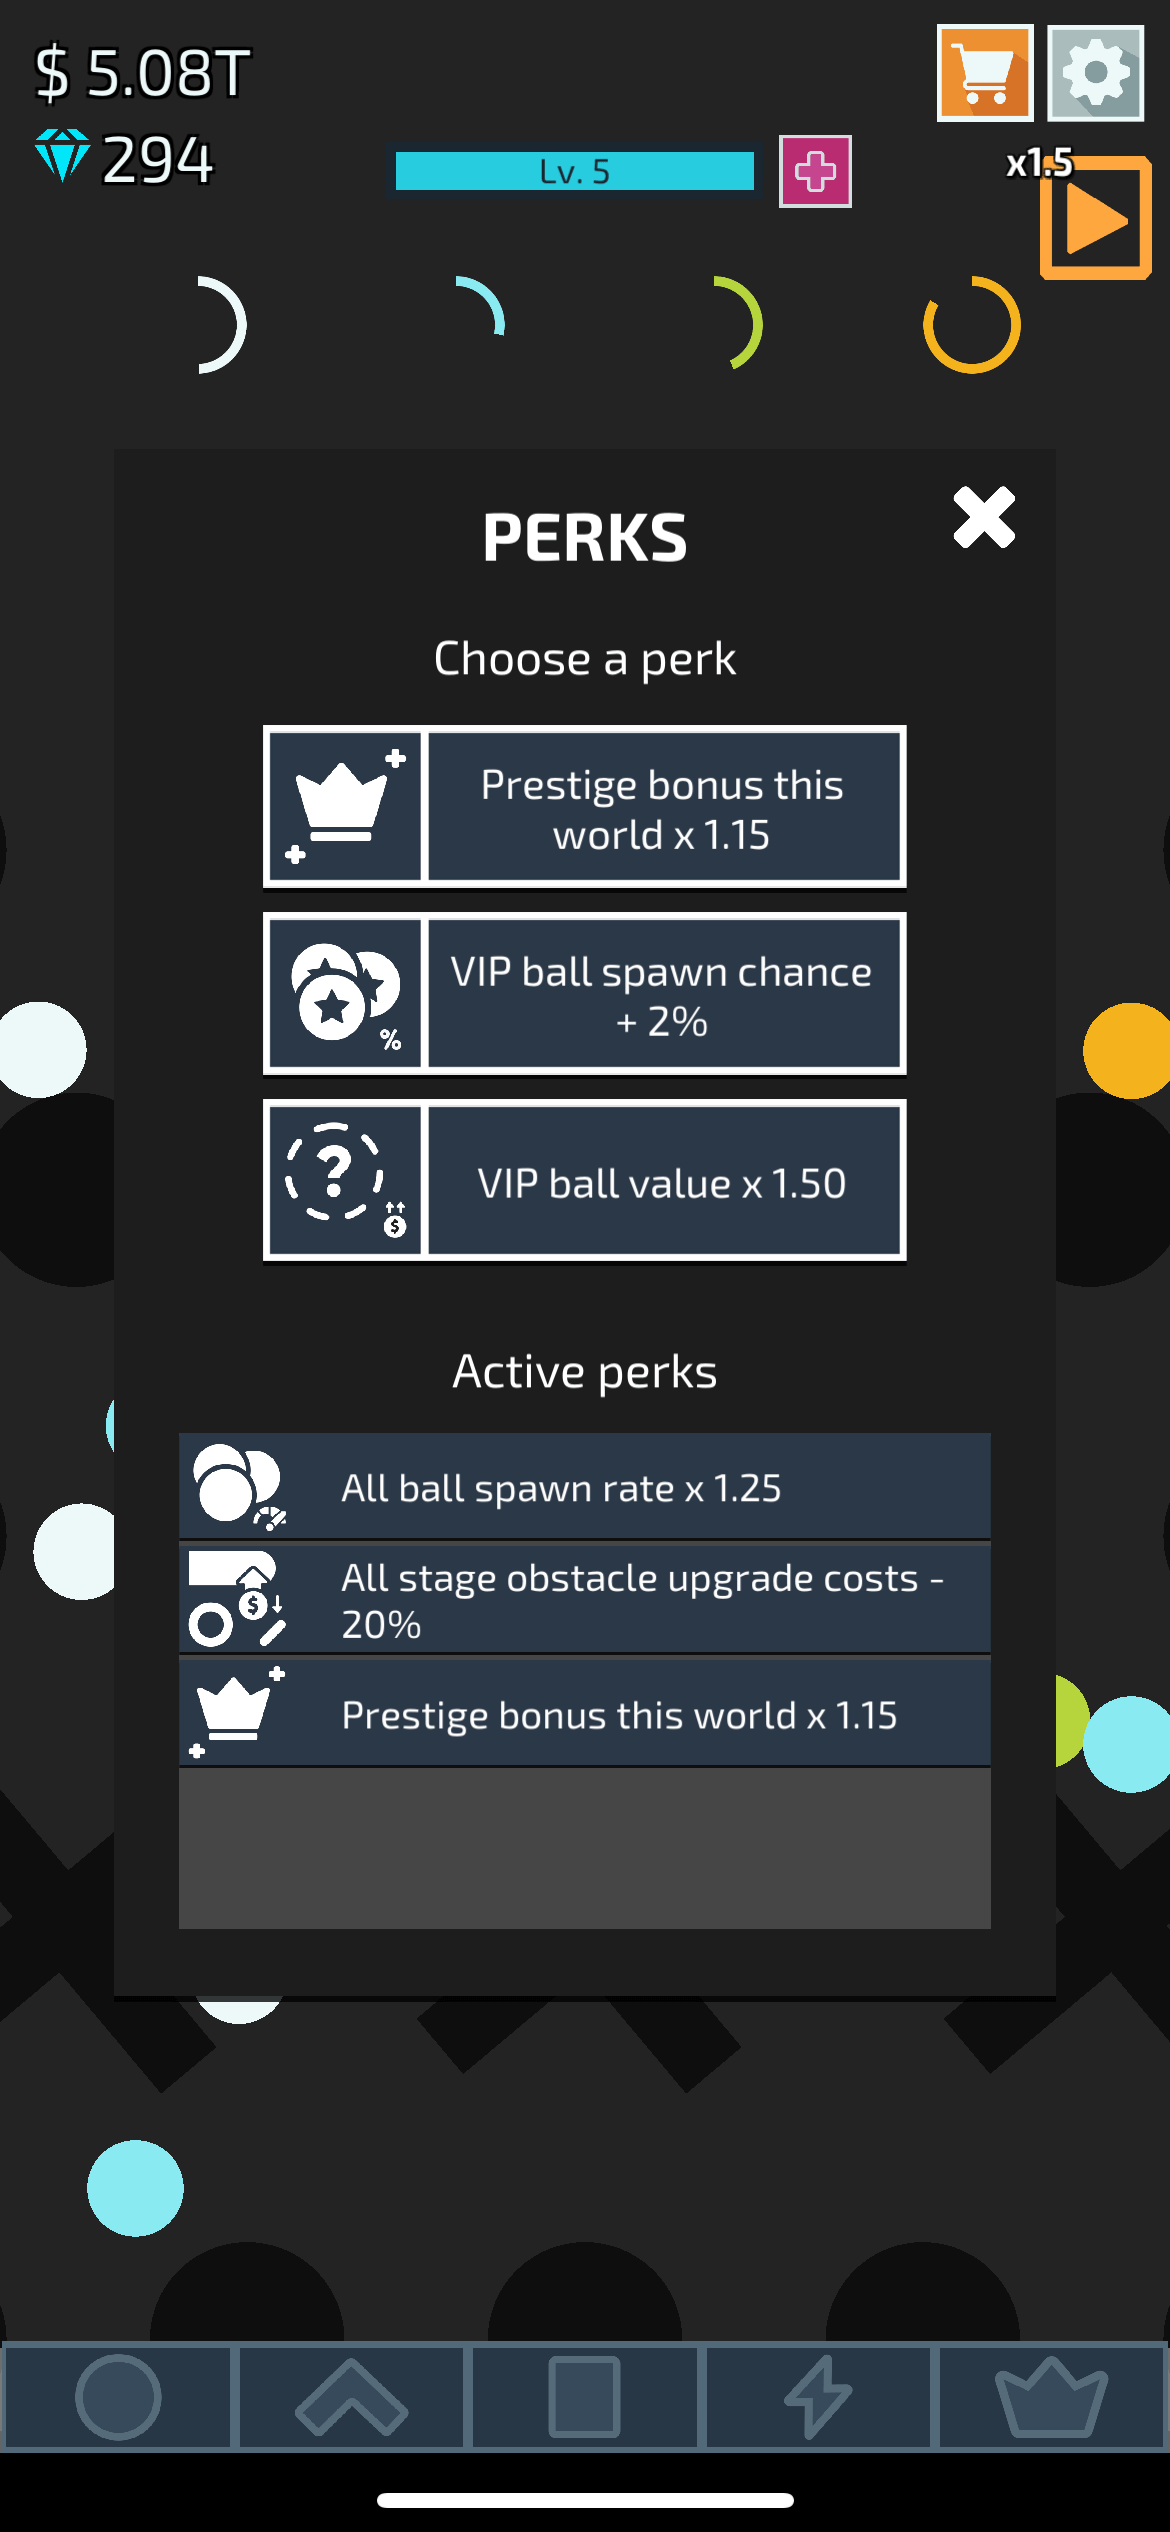 $ 5.08T
294
Lv. 5
x1.5
PERKS
Choose a perk
Prestige bonus this
world x 1.15
VIP ball spawn chance
+ 2%
%
VIP ball value x 1.50
?
$
Active perks
All ball spawn rate x 1.25
All stage obstacle upgrade costs -
20%
$
Prestige bonus this world x 1.15